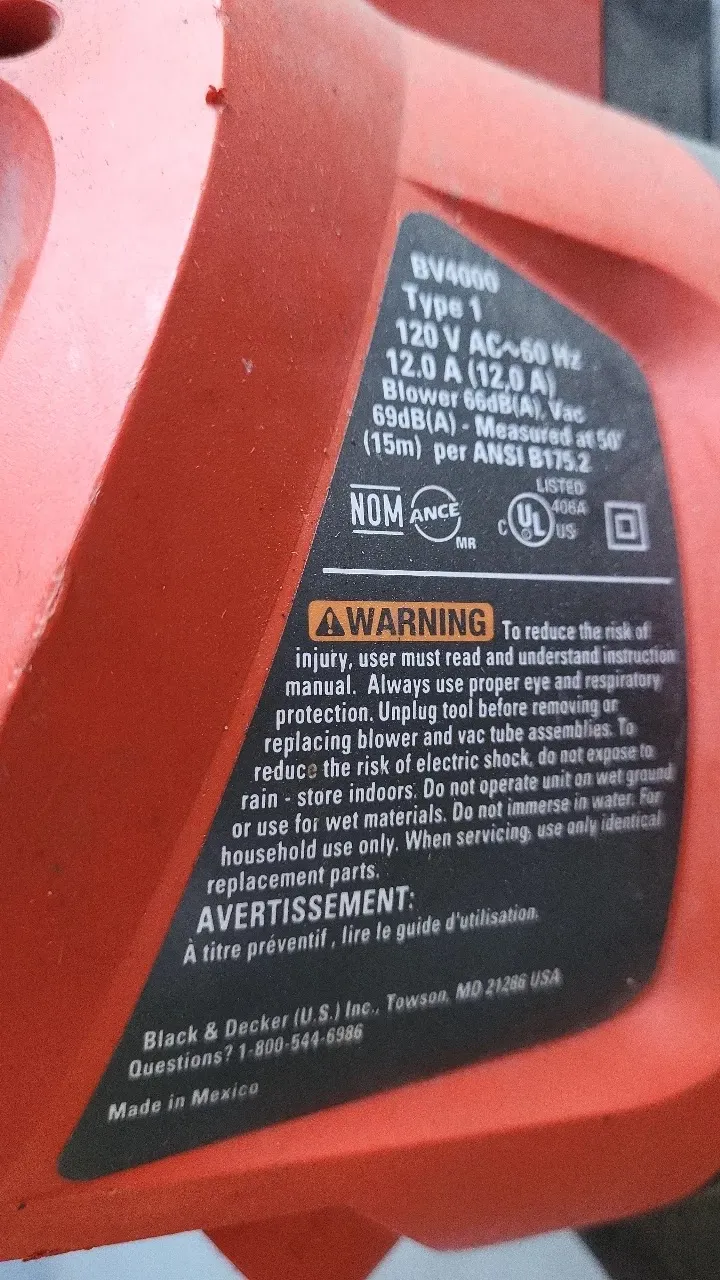 BV4000
Type 1
120 V AC~60 Hz
12.0 A (12,0 A)
Blower 66dB(A), Vac
69dB(A) - Measured at 50'
(15m) per ANSI B175.2
NOM ANCE MR
LISTED
406A
C UL US
⚠WARNING To reduce the risk of
injury, user must read and understand instruction
manual. Always use proper eye and respiratory
protection. Unplug tool before removing or
replacing blower and vac tube assemblies. To
reduce the risk of electric shock, do not expose to
rain - store indoors. Do not operate unit on wet ground
or use for wet materials. Do not immerse in water. For
household use only. When servicing, use only identical
replacement parts.
AVERTISSEMENT:
À titre préventif , lire le guide d'utilisation.
Black & Decker (U.S.) Inc., Towson, MD 21286 USA
Questions? 1-800-544-6986
Made in Mexico